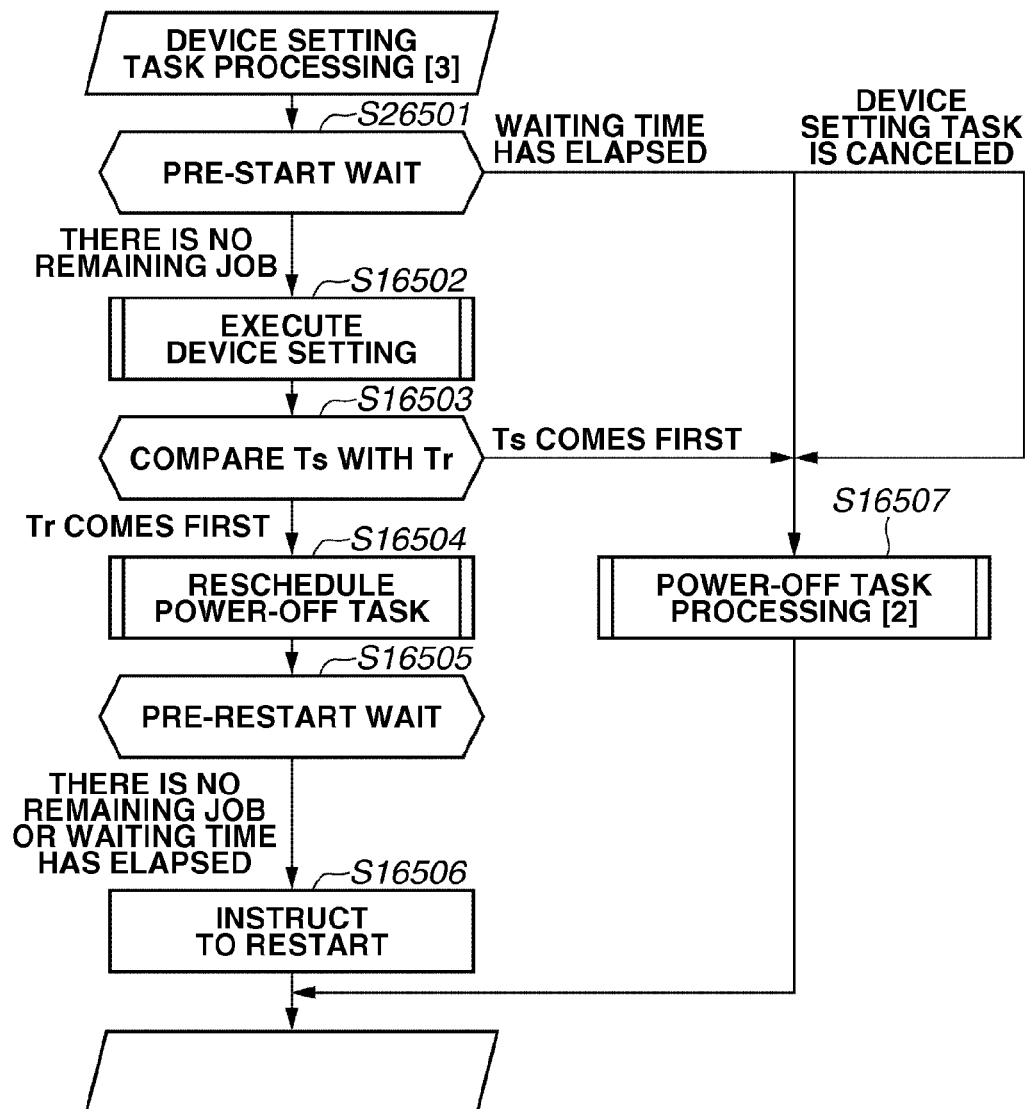 DEVICE SETTING
TASK PROCESSING [3]
S26501
PRE-START WAIT
WAITING TIME
HAS ELAPSED
DEVICE
SETTING TASK
IS CANCELED
THERE IS NO
REMAINING JOB
S16502
EXECUTE
DEVICE SETTING
S16503
COMPARE Ts WITH Tr
Ts COMES FIRST
Tr COMES FIRST
S16504
RESCHEDULE
POWER-OFF TASK
S16507
POWER-OFF TASK
PROCESSING [2]
S16505
PRE-RESTART WAIT
THERE IS NO
REMAINING JOB
OR WAITING TIME
HAS ELAPSED
S16506
INSTRUCT
TO RESTART